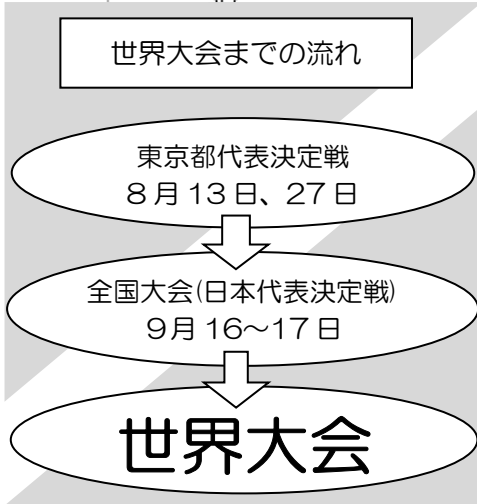 世界大会までの流れ
東京都代表決定戦
８月13日、27日
全国大会(日本代表決定戦)
９月16～17日
世界大会